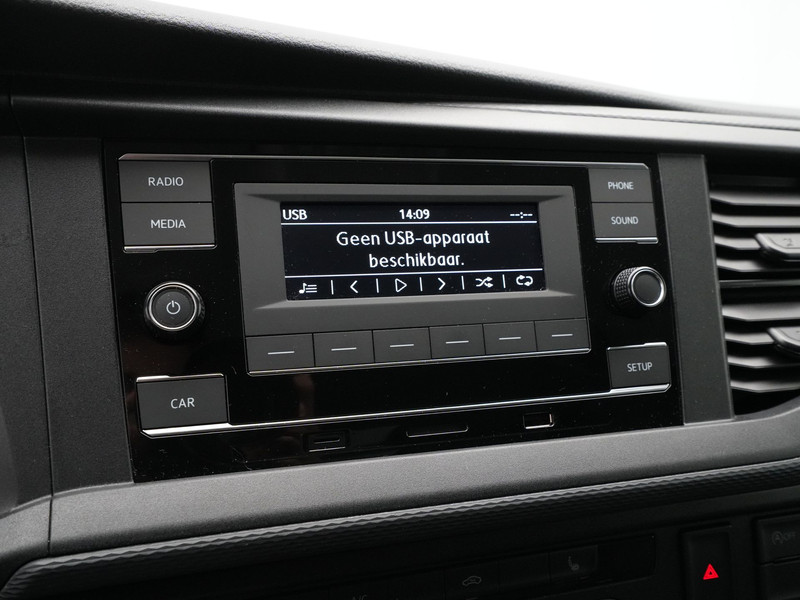 RADIO
MEDIA
USB 14:09 --:--
Geen USB-apparaat
beschikbaar.
PHONE
SOUND
CAR
SETUP